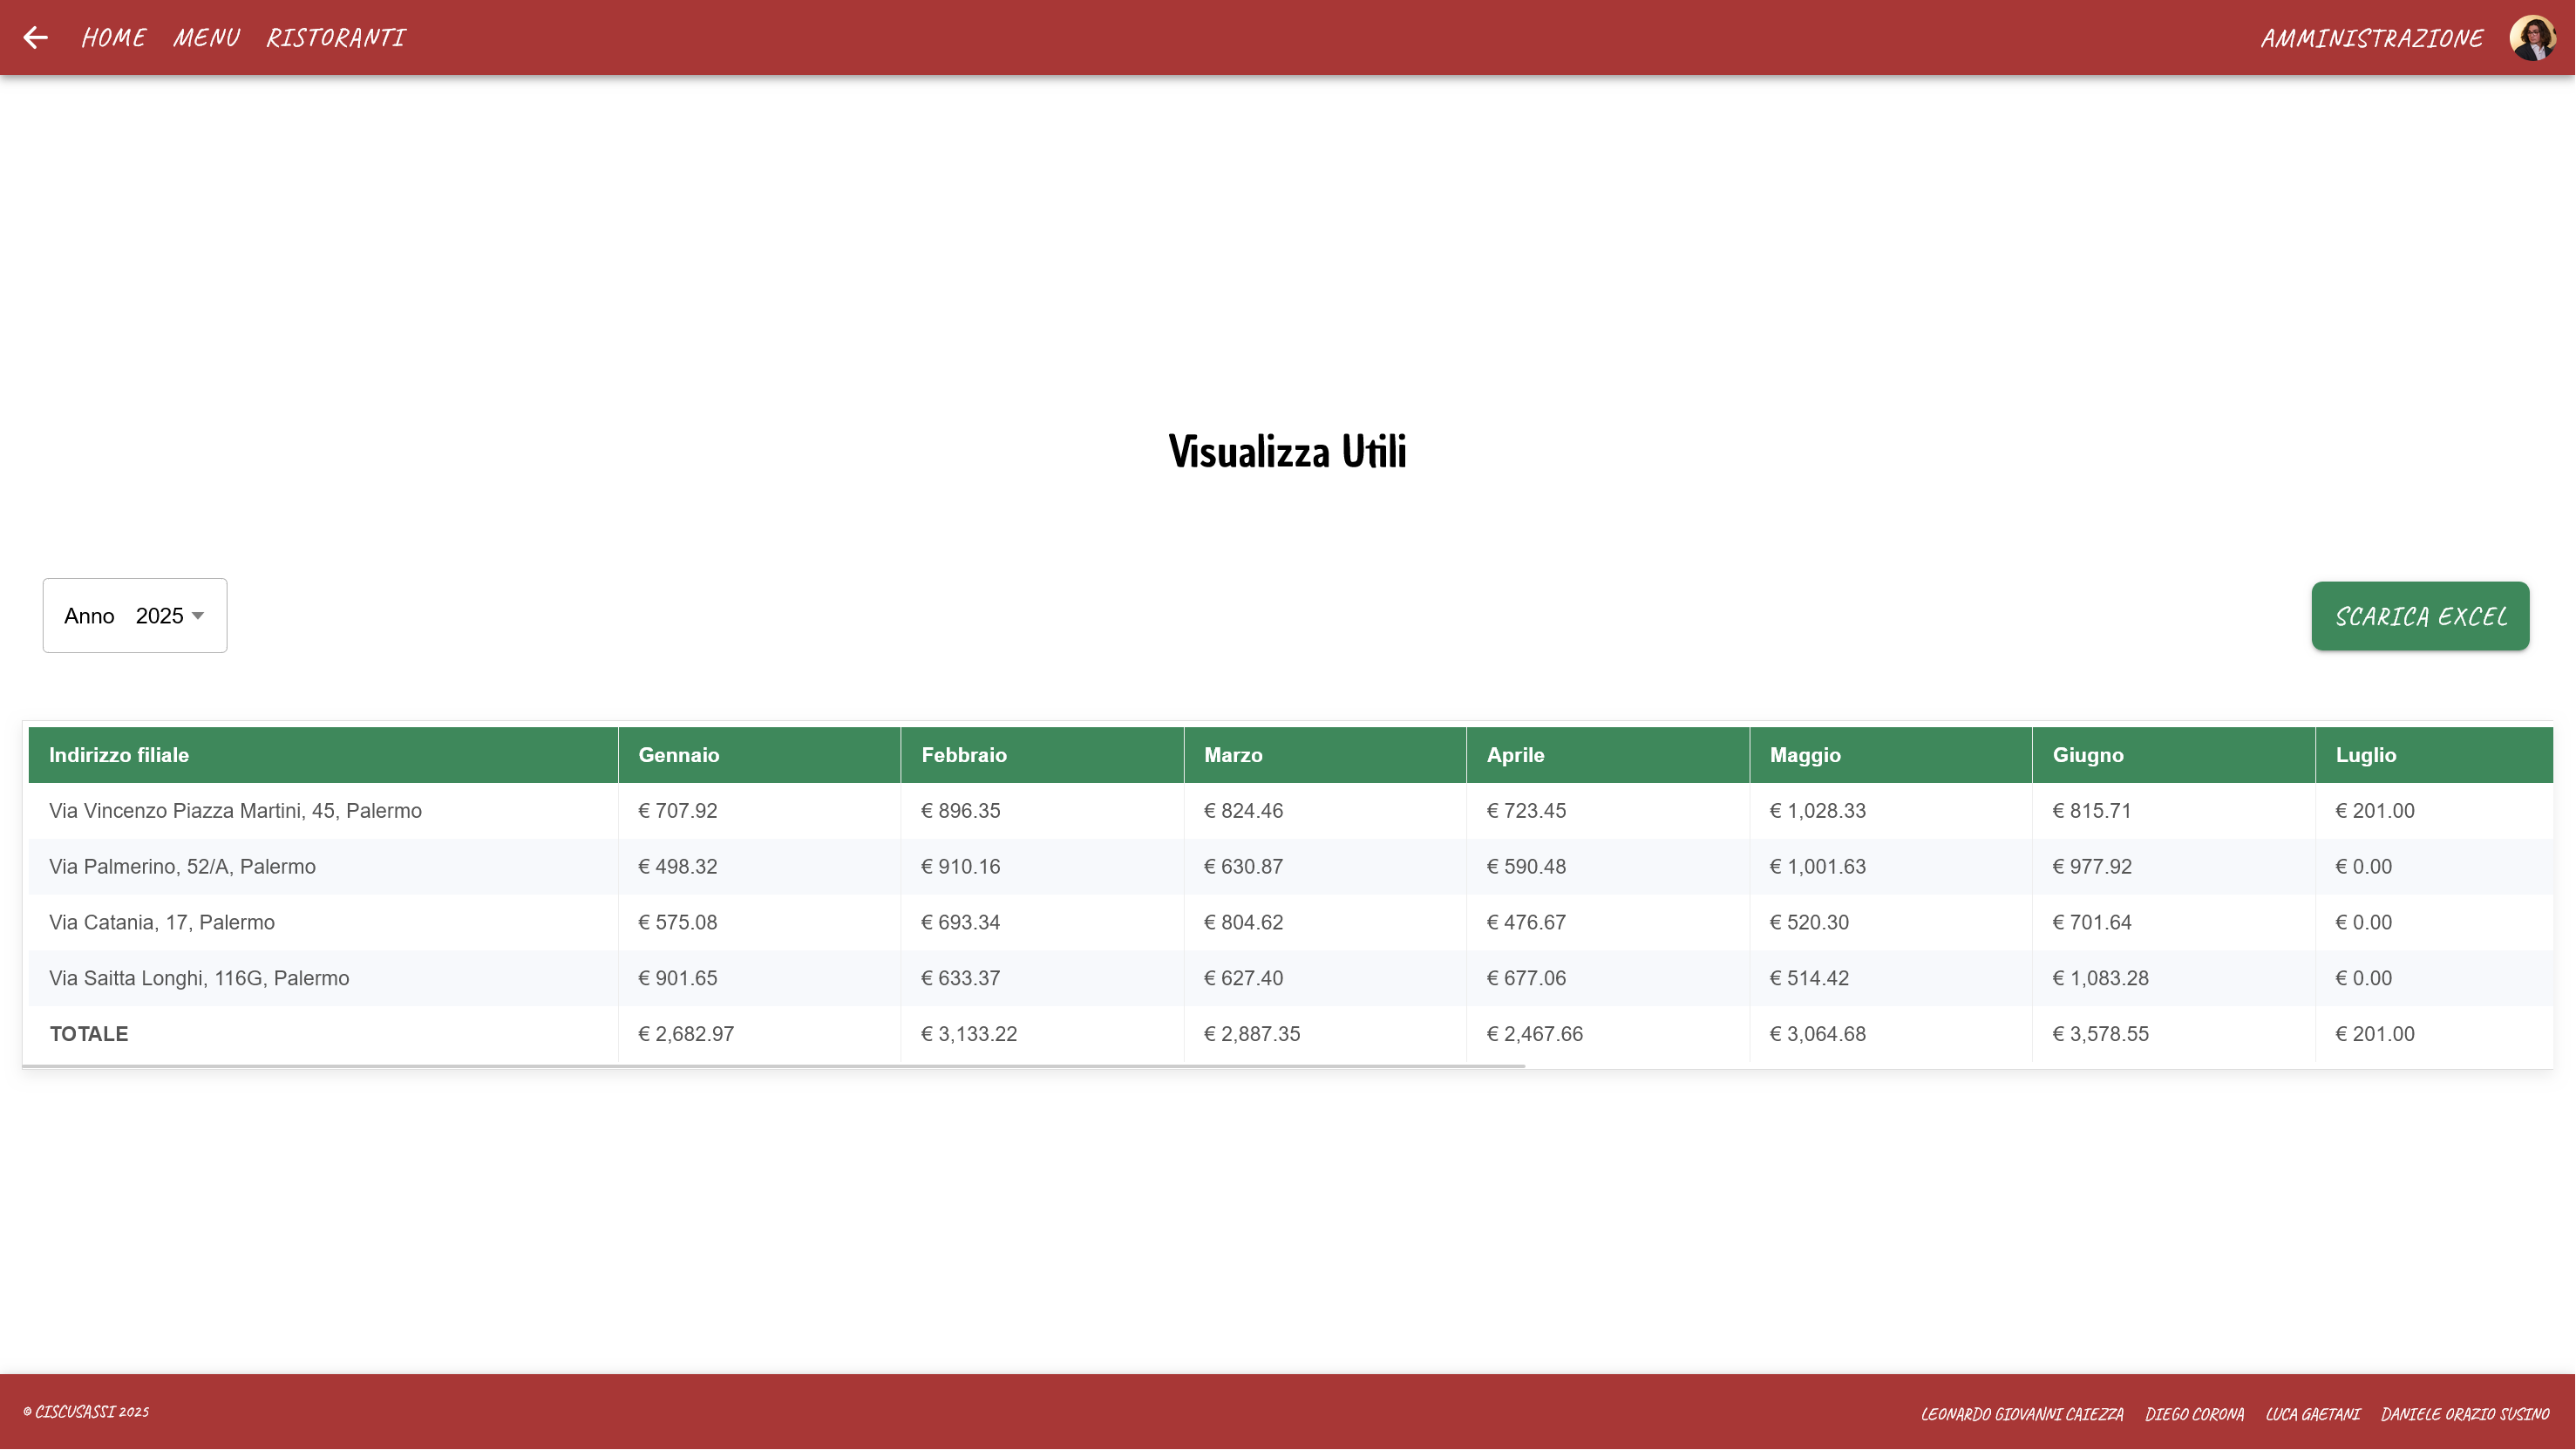 HOME MENU RISTORANTI AMMINISTRAZIONE
Visualizza Utili
Anno 2025 SCARICA EXCEL
Indirizzo filiale Gennaio Febbraio Marzo Aprile Maggio Giugno Luglio
Via Vincenzo Piazza Martini, 45, Palermo € 707.92 € 896.35 € 824.46 € 723.45 € 1,028.33 € 815.71 € 201.00
Via Palmerino, 52/A, Palermo € 498.32 € 910.16 € 630.87 € 590.48 € 1,001.63 € 977.92 € 0.00
Via Catania, 17, Palermo € 575.08 € 693.34 € 804.62 € 476.67 € 520.30 € 701.64 € 0.00
Via Saitta Longhi, 116G, Palermo € 901.65 € 633.37 € 627.40 € 677.06 € 514.42 € 1,083.28 € 0.00
TOTALE € 2,682.97 € 3,133.22 € 2,887.35 € 2,467.66 € 3,064.68 € 3,578.55 € 201.00
© CISCUSASSI 2025 LEONARDO GIOVANNI CAIEZZA DIEGO CORONA LUCA GAETANI DANIELE ORAZIO SUSINO